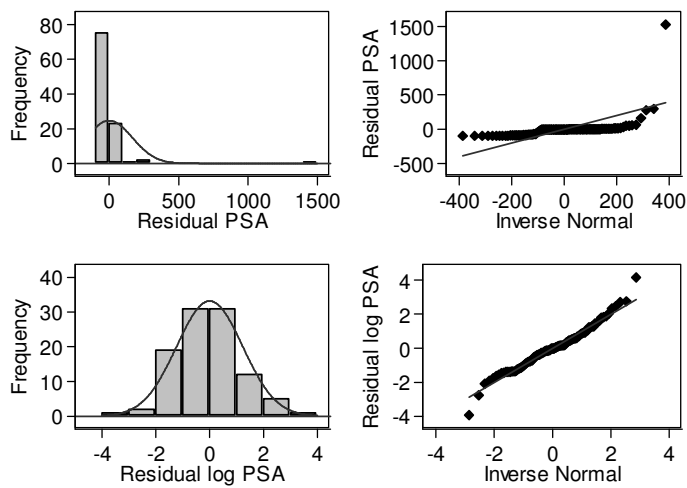 80
60
40
20
0
Frequency
0 500 1000 1500
Residual PSA
1500
1000
500
0
-500
Residual PSA
-400 -200 0 200 400
Inverse Normal
40
30
20
10
0
Frequency
-4 -2 0 2 4
Residual log PSA
4
2
0
-2
-4
Residual log PSA
-4 -2 0 2 4
Inverse Normal